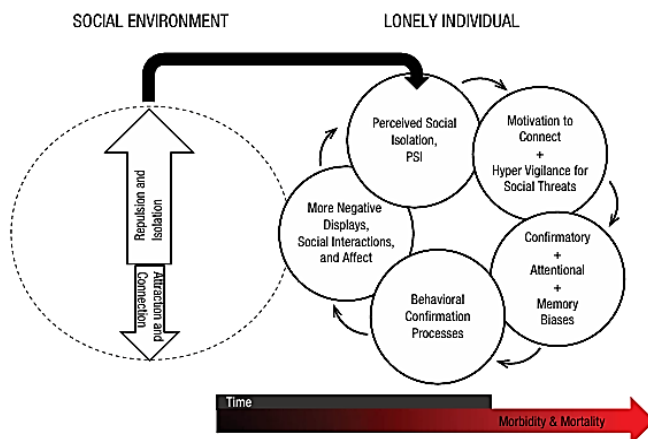 SOCIAL ENVIRONMENT
LONELY INDIVIDUAL
Repulsion and
Isolation
Attraction and
Connection
Perceived Social
Isolation,
PSI
Motivation to
Connect
+
Hyper Vigilance for
Social Threats
Confirmatory
+
Attentional
+
Memory
Biases
Behavioral
Confirmation
Processes
More Negative
Displays,
Social Interactions,
and Affect
Time
Morbidity & Mortality